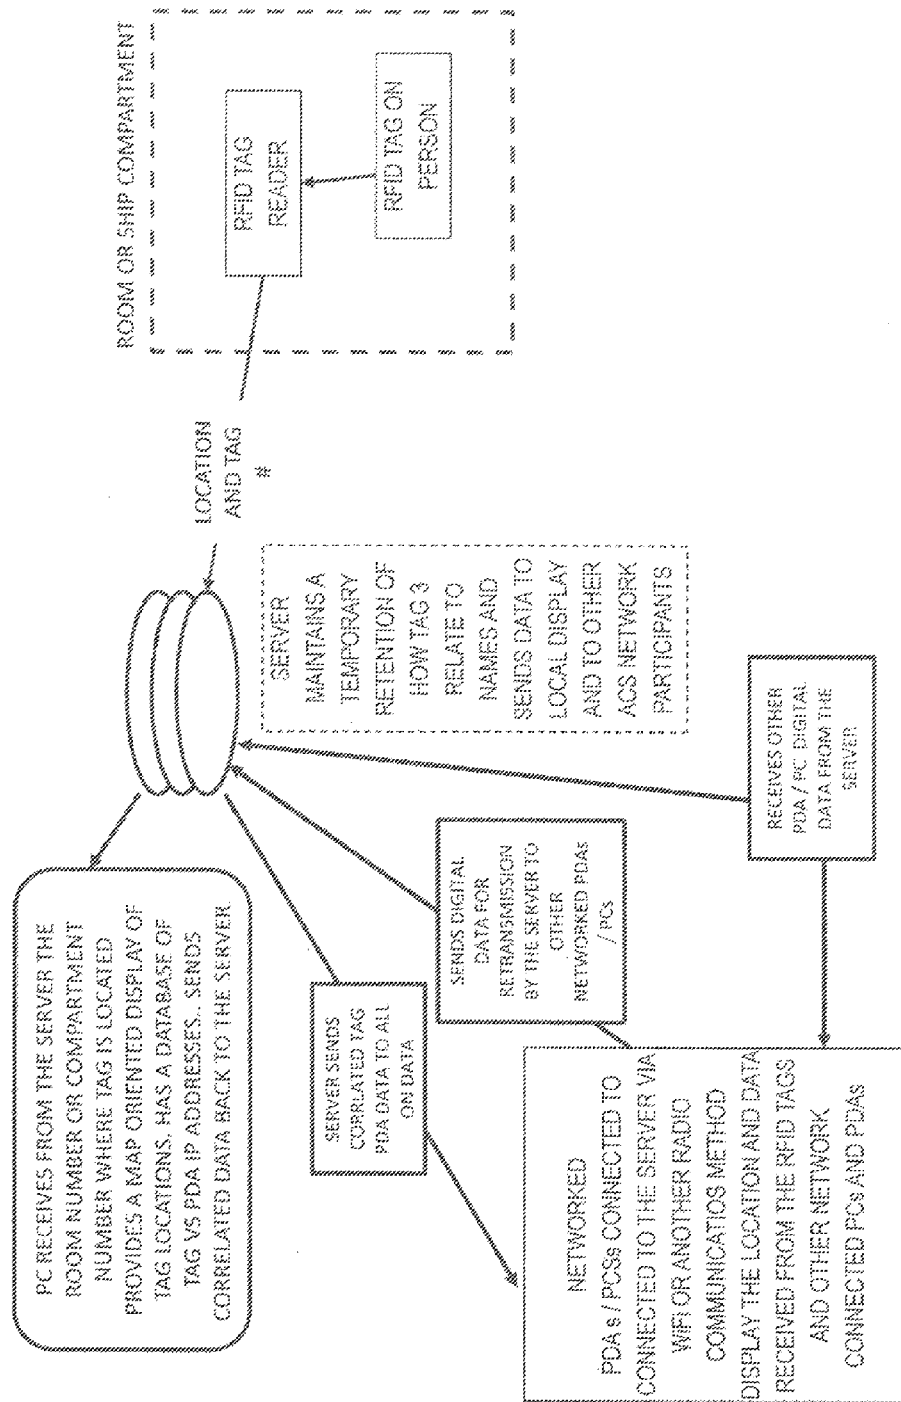 PC RECEIVES FROM THE SERVER THE
ROOM NUMBER OR COMPARTMENT
NUMBER WHERE TAG IS LOCATED
PROVIDES A MAP ORIENTED DISPLAY OF
TAG LOCATIONS. HAS A DATABASE OF
TAG VS PDA IP ADDRESSES.. SENDS
CORRELATED DATA BACK TO THE SERVER.
ROOM OR SHIP COMPARTMENT
RFID TAG
READER
RFID TAG ON
PERSON
LOCATION
AND TAG
#
SERVER
MAINTAINS A
TEMPORARY
RETENTION OF
HOW TAG 3
RELATE TO
NAMES AND
SENDS DATA TO
LOCAL DISPLAY
AND TO OTHER
ACS NETWORK
PARTICIPANTS
SERVER SENDS
CORRLATED TAG
PDA DATA TO ALL
ON DATA
SENDS DIGITAL
DATA FOR
RETRANSMISSION
BY THE SERVER TO
OTHER
NETWORKED PDAs
/ PCs
RECEIVES OTHER
PDA / PC DIGITAL
DATA FROM THE
SERVER
NETWORKED
PDA s / PCSs CONNECTED TO
CONNECTED TO THE SERVER VIA
WiFi OR ANOTHER RADIO
COMMUNICATIOS METHOD
DISPLAY THE LOCATION AND DATA
RECEIVED FROM THE RFID TAGS
AND OTHER NETWORK
CONNECTED PCs AND PDAs